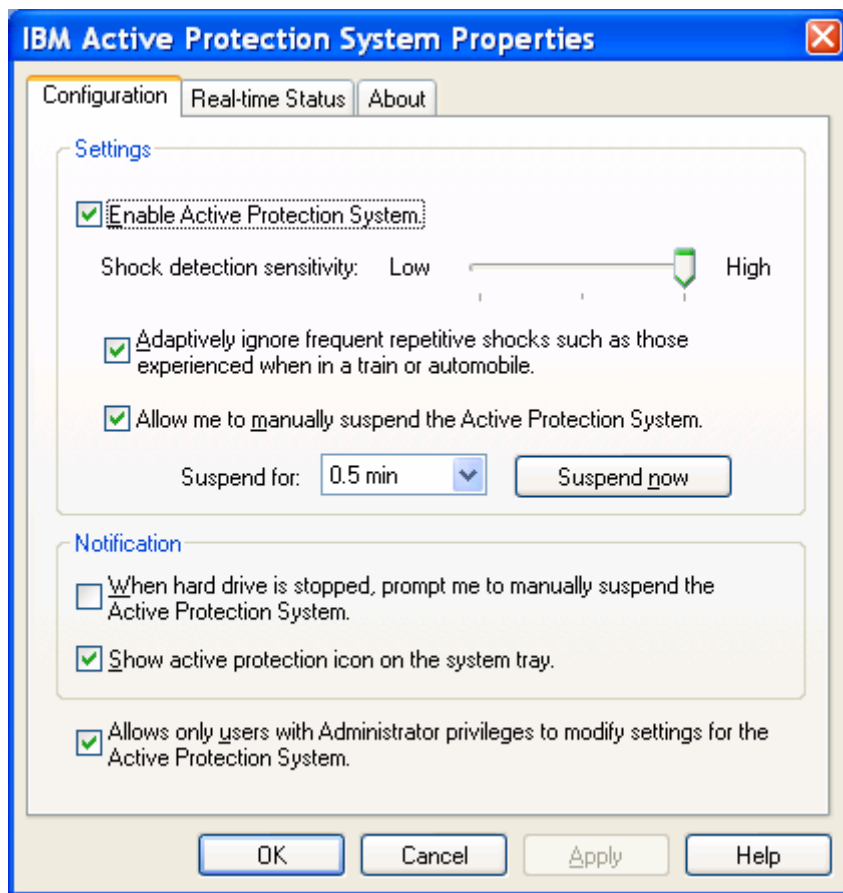 IBM Active Protection System Properties
Configuration
Real-time Status
About
Settings
Enable Active Protection System.
Shock detection sensitivity: Low High
Adaptively ignore frequent repetitive shocks such as those
experienced when in a train or automobile.
Allow me to manually suspend the Active Protection System.
Suspend for: 0.5 min Suspend now
Notification
When hard drive is stopped, prompt me to manually suspend the
Active Protection System.
Show active protection icon on the system tray.
Allows only users with Administrator privileges to modify settings for the
Active Protection System.
OK Cancel Apply Help